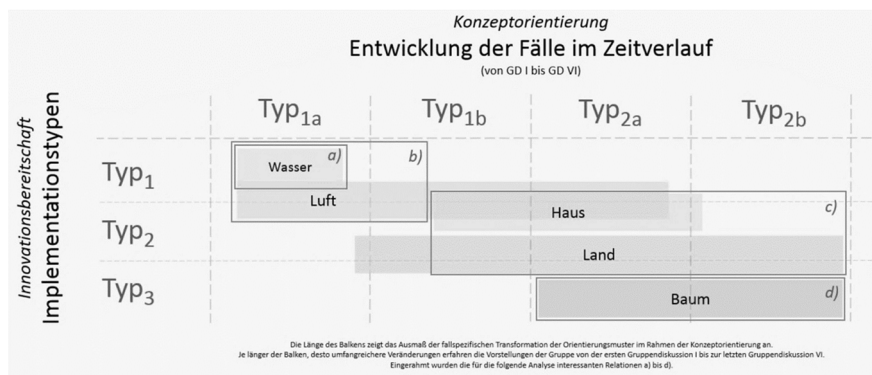 Konzeptorientierung
Entwicklung der Fälle im Zeitverlauf
(von GD I bis GD VI)
Innovationsbereitschaft
Implementationstypen
Typ1a Typ1b Typ2a Typ2b
Typ1
Typ2
Typ3
Wasser a) b)
Luft
Haus c)
Land
Baum d)
Die Länge des Balkens zeigt das Ausmaß der fallspezifischen Transformation der Orientierungsmuster im Rahmen der Konzeptorientierung an.
Je länger der Balken, desto umfangreichere Veränderungen erfahren die Vorstellungen der Gruppe von der ersten Gruppendiskussion I bis zur letzten Gruppendiskussion VI.
Eingerahmt wurden die für die folgende Analyse interessanten Relationen a) bis d).